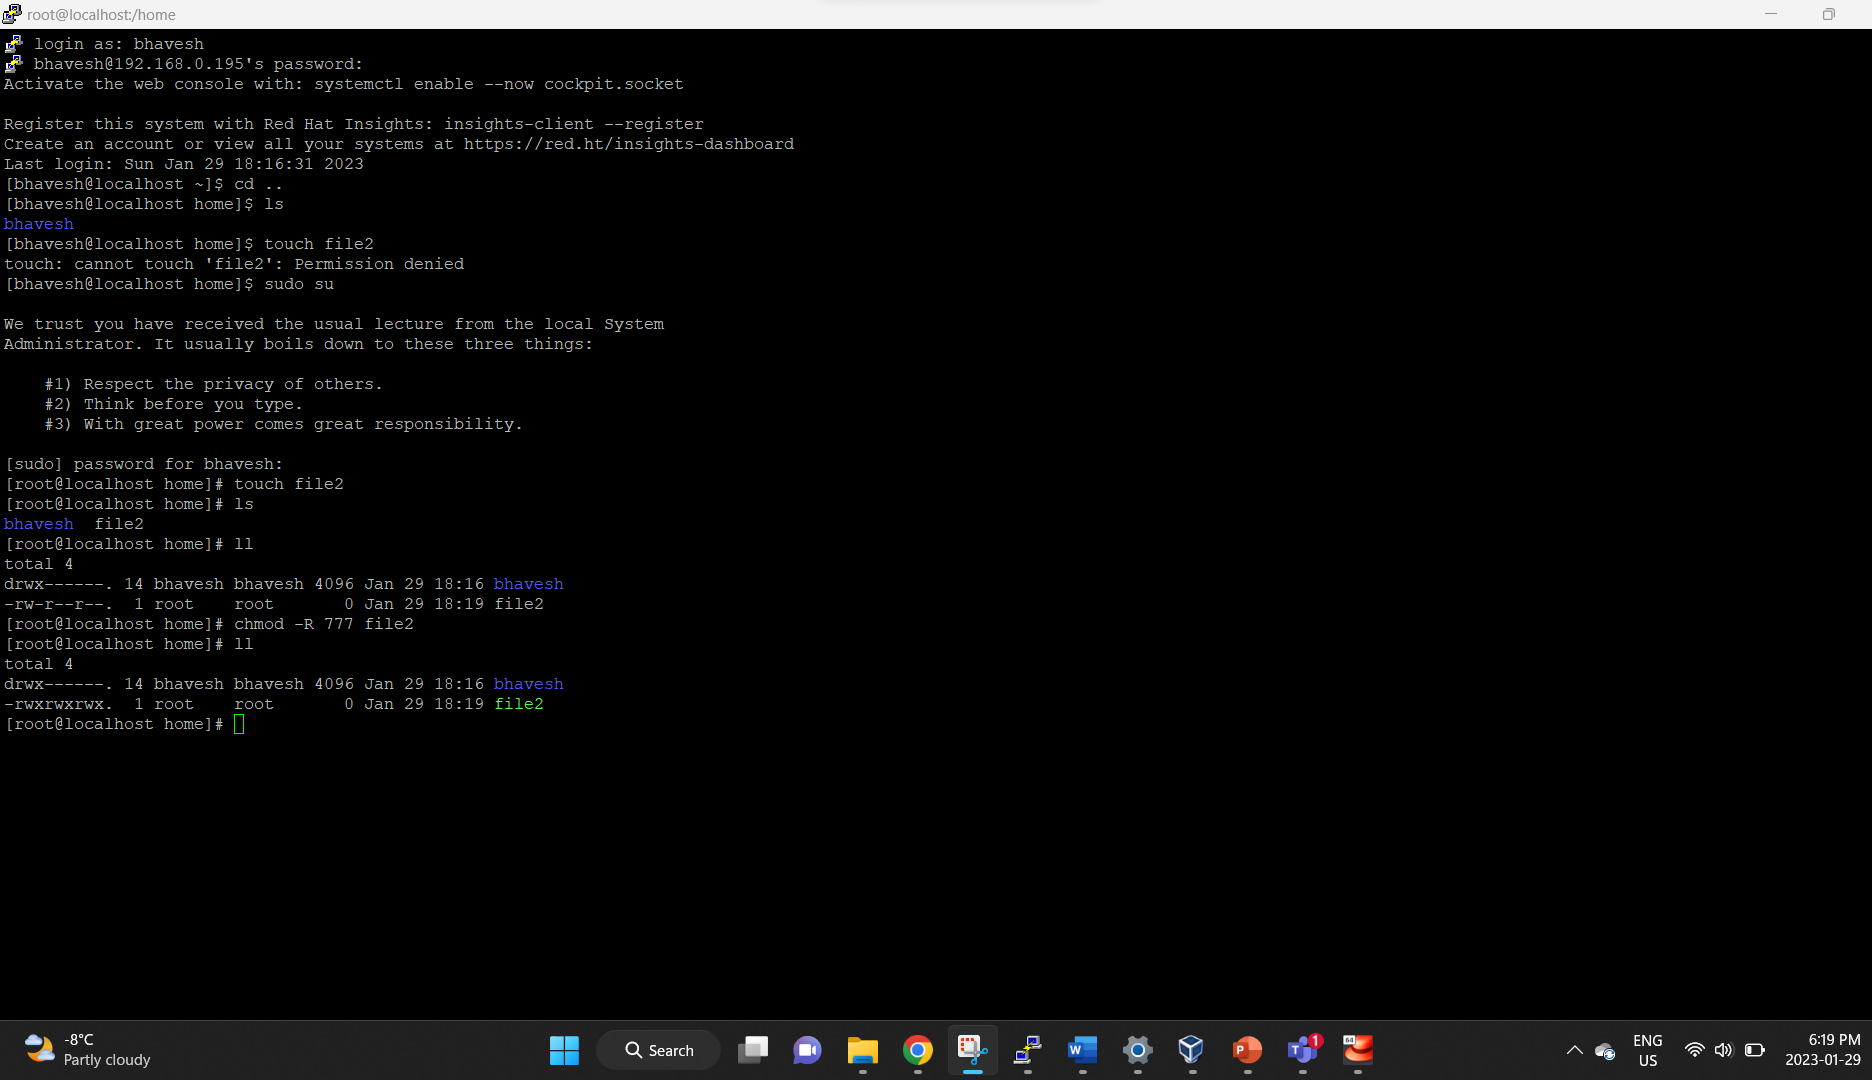 root@localhost:/home
login as: bhavesh
bhavesh@192.168.0.195's password:
Activate the web console with: systemctl enable --now cockpit.socket
Register this system with Red Hat Insights: insights-client --register
Create an account or view all your systems at https://red.ht/insights-dashboard
Last login: Sun Jan 29 18:16:31 2023
[bhavesh@localhost ~]$ cd ..
[bhavesh@localhost home]$ ls
bhavesh
[bhavesh@localhost home]$ touch file2
touch: cannot touch 'file2': Permission denied
[bhavesh@localhost home]$ sudo su
We trust you have received the usual lecture from the local System
Administrator. It usually boils down to these three things:
#1) Respect the privacy of others.
#2) Think before you type.
#3) With great power comes great responsibility.
[sudo] password for bhavesh:
[root@localhost home]# touch file2
[root@localhost home]# ls
bhavesh  file2
[root@localhost home]# ll
total 4
drwx------. 14 bhavesh bhavesh 4096 Jan 29 18:16 bhavesh
-rw-r--r--.  1 root    root       0 Jan 29 18:19 file2
[root@localhost home]# chmod -R 777 file2
[root@localhost home]# ll
total 4
drwx------. 14 bhavesh bhavesh 4096 Jan 29 18:16 bhavesh
-rwxrwxrwx.  1 root    root       0 Jan 29 18:19 file2
[root@localhost home]#
-8°C
Partly cloudy
Search
W
P
T
1
64
ENG
US
6:19 PM
2023-01-29